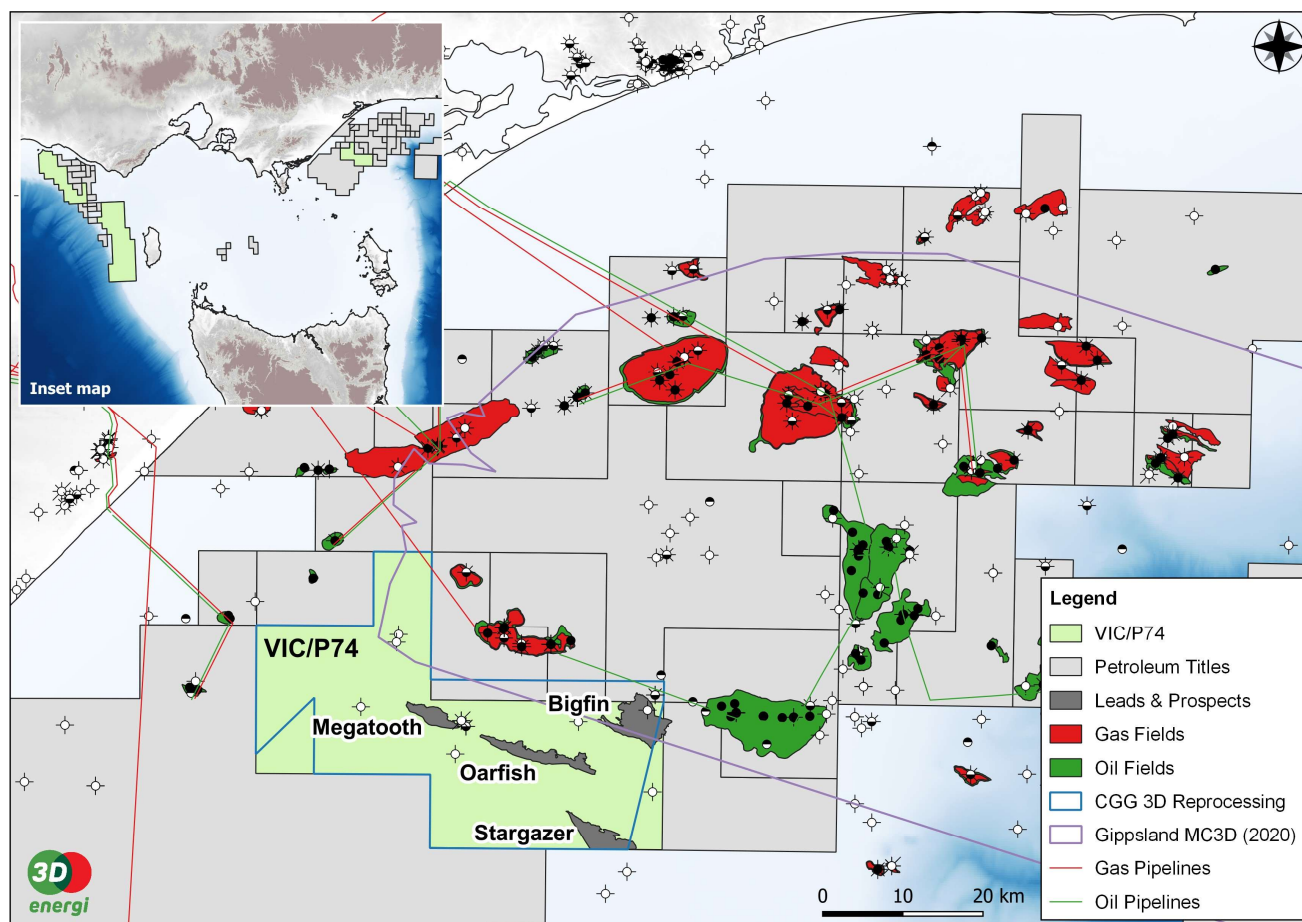 Inset map
VIC/P74
Megatooth
Bigfin
Oarfish
Stargazer
Legend
VIC/P74
Petroleum Titles
Leads & Prospects
Gas Fields
Oil Fields
CGG 3D Reprocessing
Gippsland MC3D (2020)
Gas Pipelines
Oil Pipelines
0 10 20 km
3D
energi